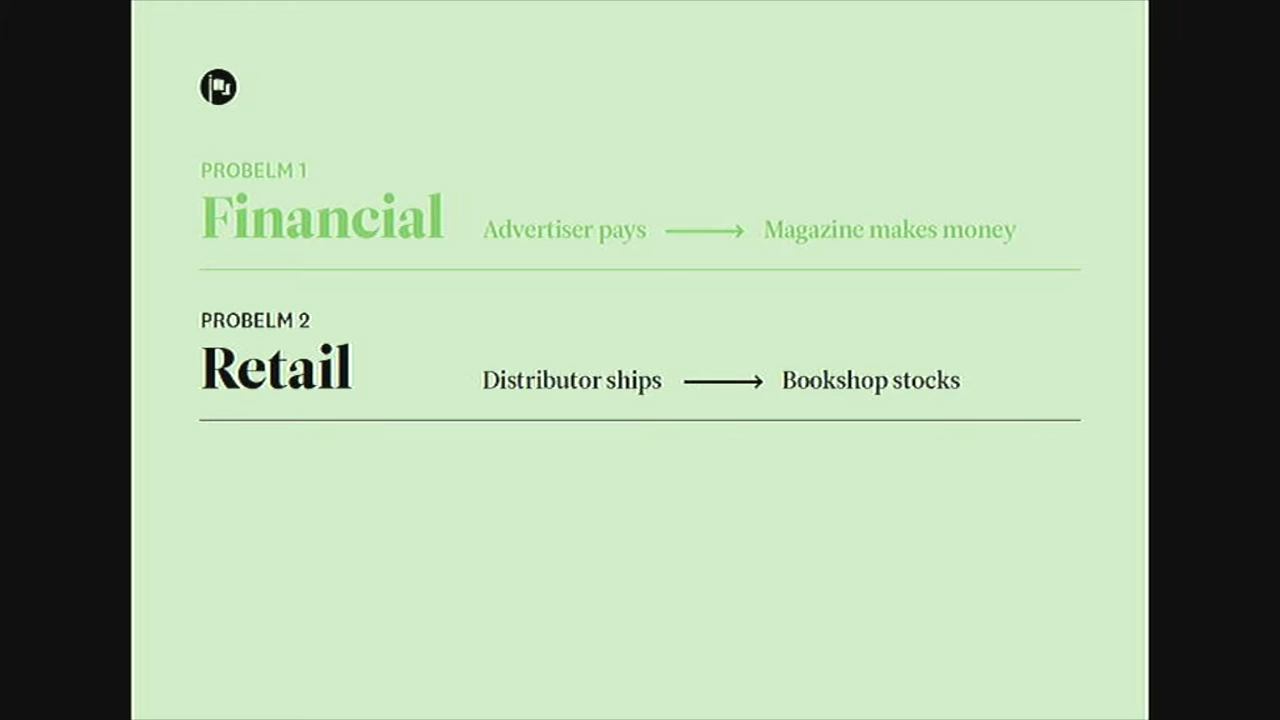 PROBELM 1
Financial Advertiser pays ⟶ Magazine makes money
PROBELM 2
Retail Distributor ships ⟶ Bookshop stocks